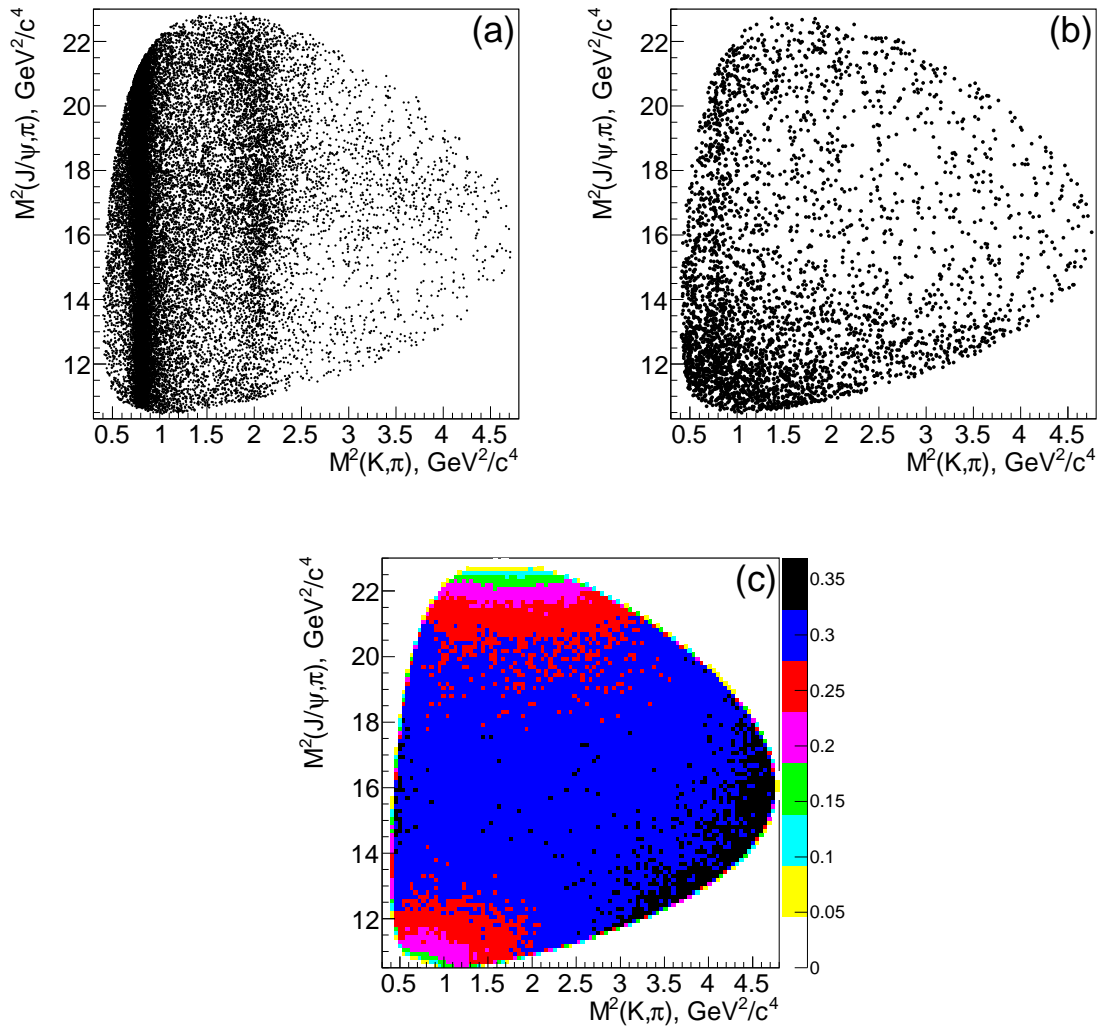 (a)
M²(J/ψ,π), GeV²/c⁴
22
20
18
16
14
12
0.5 1 1.5 2 2.5 3 3.5 4 4.5
M²(K,π), GeV²/c⁴
(b)
M²(J/ψ,π), GeV²/c⁴
22
20
18
16
14
12
0.5 1 1.5 2 2.5 3 3.5 4 4.5
M²(K,π), GeV²/c⁴
(c)
M²(J/ψ,π), GeV²/c⁴
22
20
18
16
14
12
0.5 1 1.5 2 2.5 3 3.5 4 4.5
M²(K,π), GeV²/c⁴
0.35
0.3
0.25
0.2
0.15
0.1
0.05
0